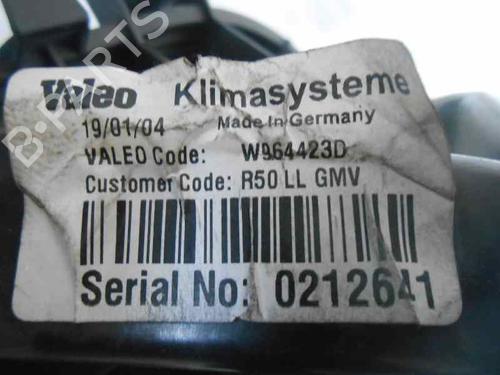 Valeo Klimasysteme
19/01/04 Made in Germany
VALEO Code: W964423D
Customer Code: R50 LL GMV
Serial No: 0212641
B-PARTS